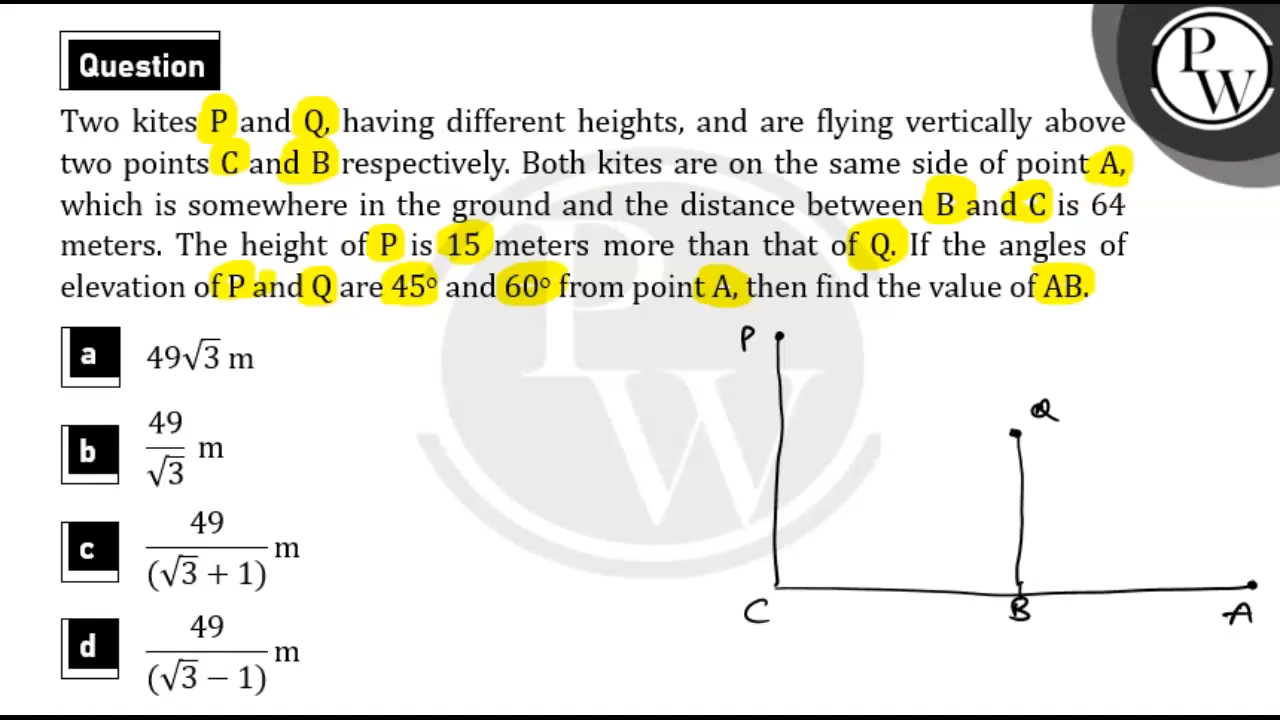 Question
P
W
Two kites P and Q, having different heights, and are flying vertically above
two points C and B respectively. Both kites are on the same side of point A,
which is somewhere in the ground and the distance between B and C is 64
meters. The height of P is 15 meters more than that of Q. If the angles of
elevation of P and Q are 45° and 60° from point A, then find the value of AB.
a 49√3 m
b 49/√3 m
c 49/(√3 + 1) m
d 49/(√3 − 1) m
P
Q
C B A
P
W